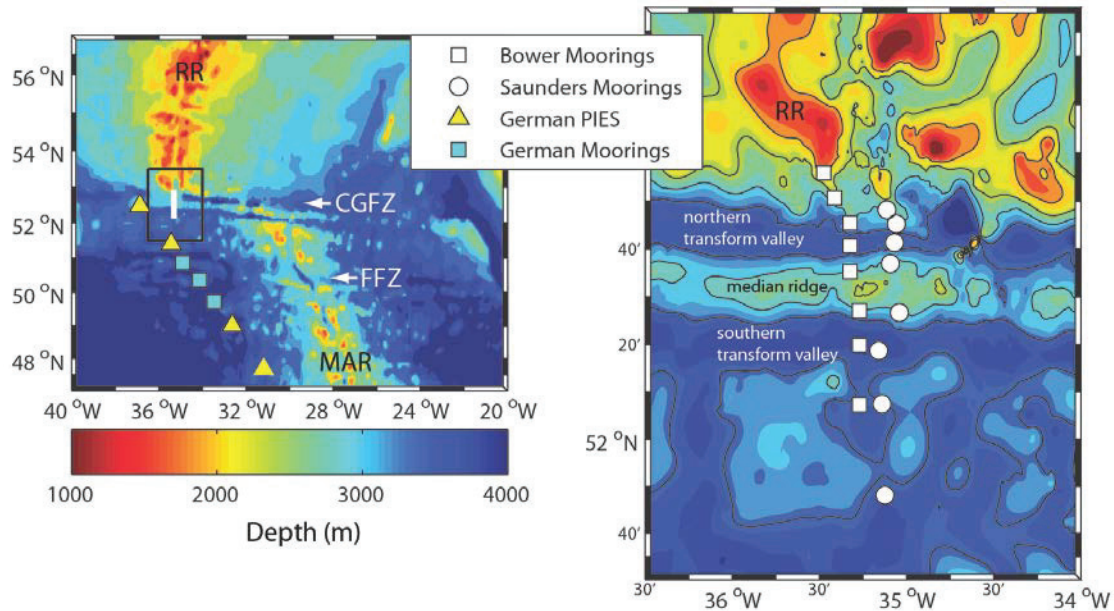 56 °N
54 °N
52 °N
50 °N
48 °N
40 °W
36 °W
32 °W
28 °W
24 °W
20 °W
RR
CGFZ
FFZ
MAR
1000
2000
3000
4000
Depth (m)
Bower Moorings
Saunders Moorings
German PIES
German Moorings
RR
northern
transform valley
median ridge
southern
transform valley
40'
20'
52 °N
40'
30'
36 °W
30'
35 °W
30'
34 °W